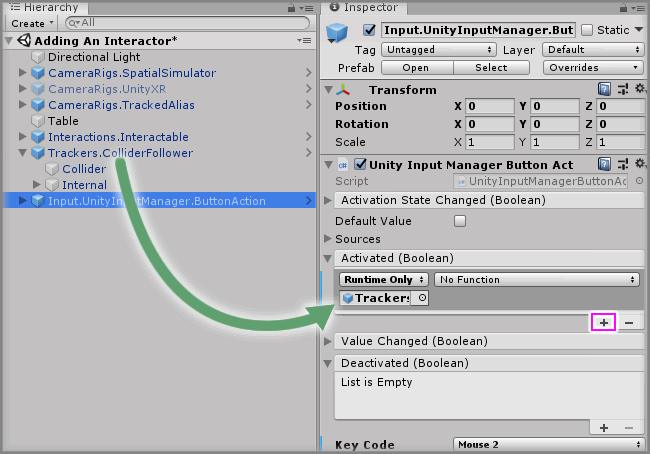 Hierarchy
Create
All
Adding An Interactor*
Directional Light
CameraRigs.SpatialSimulator
CameraRigs.UnityXR
CameraRigs.TrackedAlias
Table
Interactions.Interactable
Trackers.ColliderFollower
Collider
Internal
Input.UnityInputManager.ButtonAction
Inspector
Input.UnityInputManager.But
Static
Tag Untagged Layer Default
Prefab Open Select Overrides
Transform
Position X 0 Y 0 Z 0
Rotation X 0 Y 0 Z 0
Scale X 1 Y 1 Z 1
Unity Input Manager Button Act
Script UnityInputManagerButtonAc
Activation State Changed (Boolean)
Default Value
Sources
Activated (Boolean)
Runtime Only No Function
Trackers
+ −
Value Changed (Boolean)
Deactivated (Boolean)
List is Empty
+ −
Key Code Mouse 2